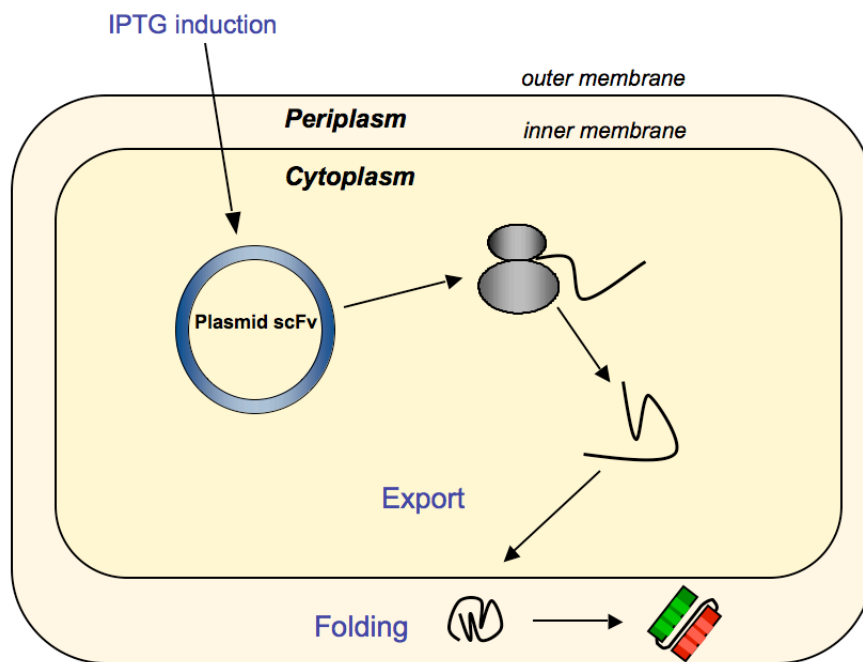 IPTG induction
outer membrane
Periplasm
inner membrane
Cytoplasm
Plasmid scFv
Export
Folding